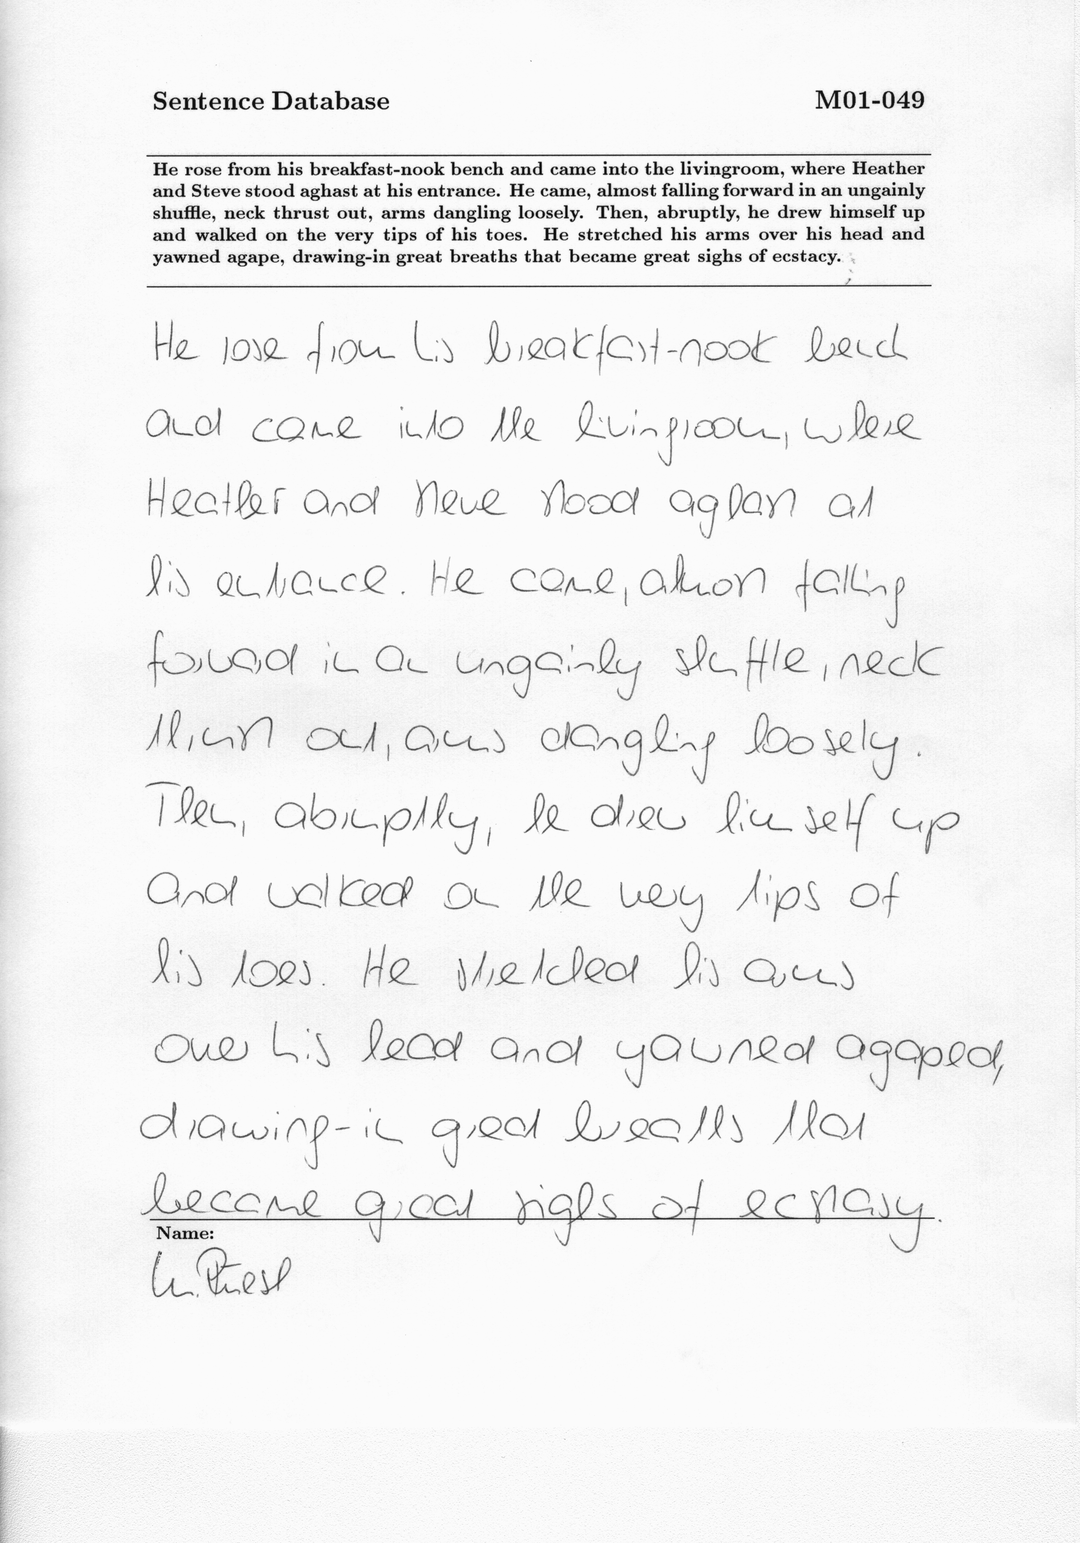 Sentence Database M01-049
He rose from his breakfast-nook bench and came into the livingroom, where Heather
and Steve stood aghast at his entrance. He came, almost falling forward in an ungainly
shuffle, neck thrust out, arms dangling loosely. Then, abruptly, he drew himself up
and walked on the very tips of his toes. He stretched his arms over his head and
yawned agape, drawing-in great breaths that became great sighs of ecstacy.
He rose from his breakfast-nook bench
and came into the livingroom, where
Heather and Steve stood aghast at
his entrance. He came, almost falling
forward in an ungainly shuffle, neck
thrust out, arms dangling loosely.
Then, abruptly, he drew himself up
and walked on the very tips of
his toes. He stretched his arms
over his head and yawned agaped,
drawing-in great breaths that
became great sighs of ecstasy.
Name: